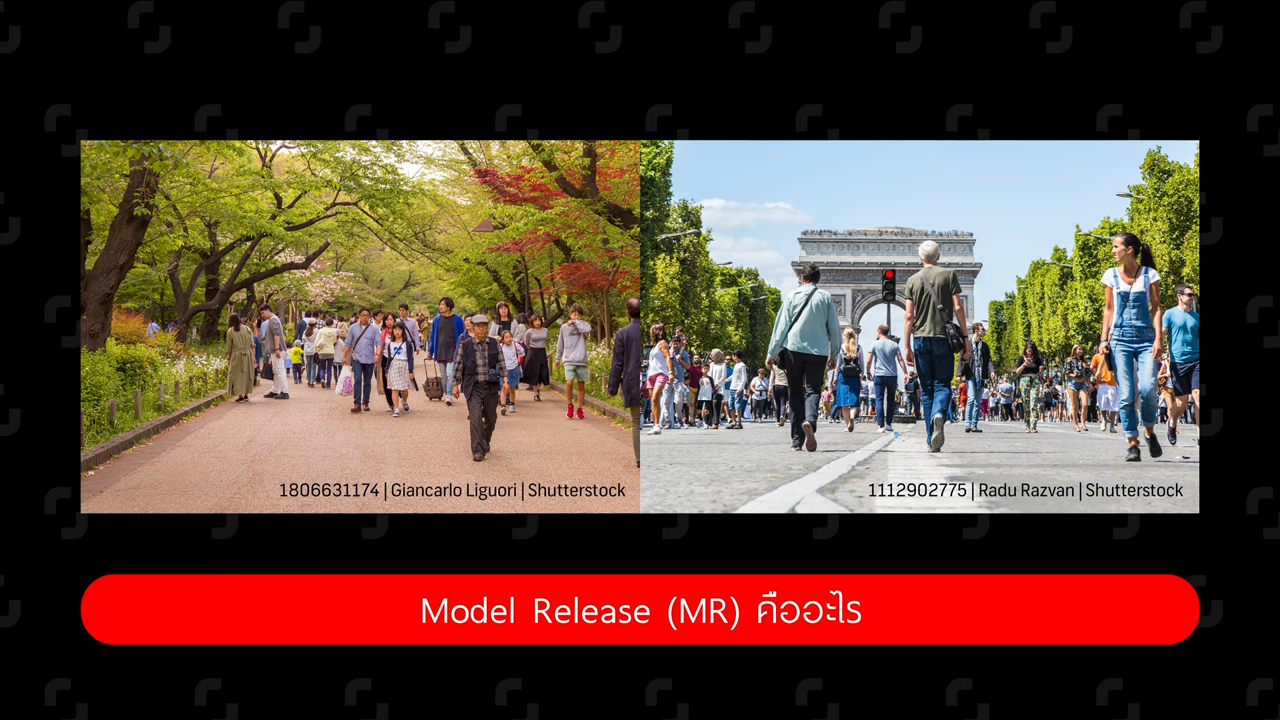 1806631174 | Giancarlo Liguori | Shutterstock
1112902775 | Radu Razvan | Shutterstock
Model Release (MR) คืออะไร